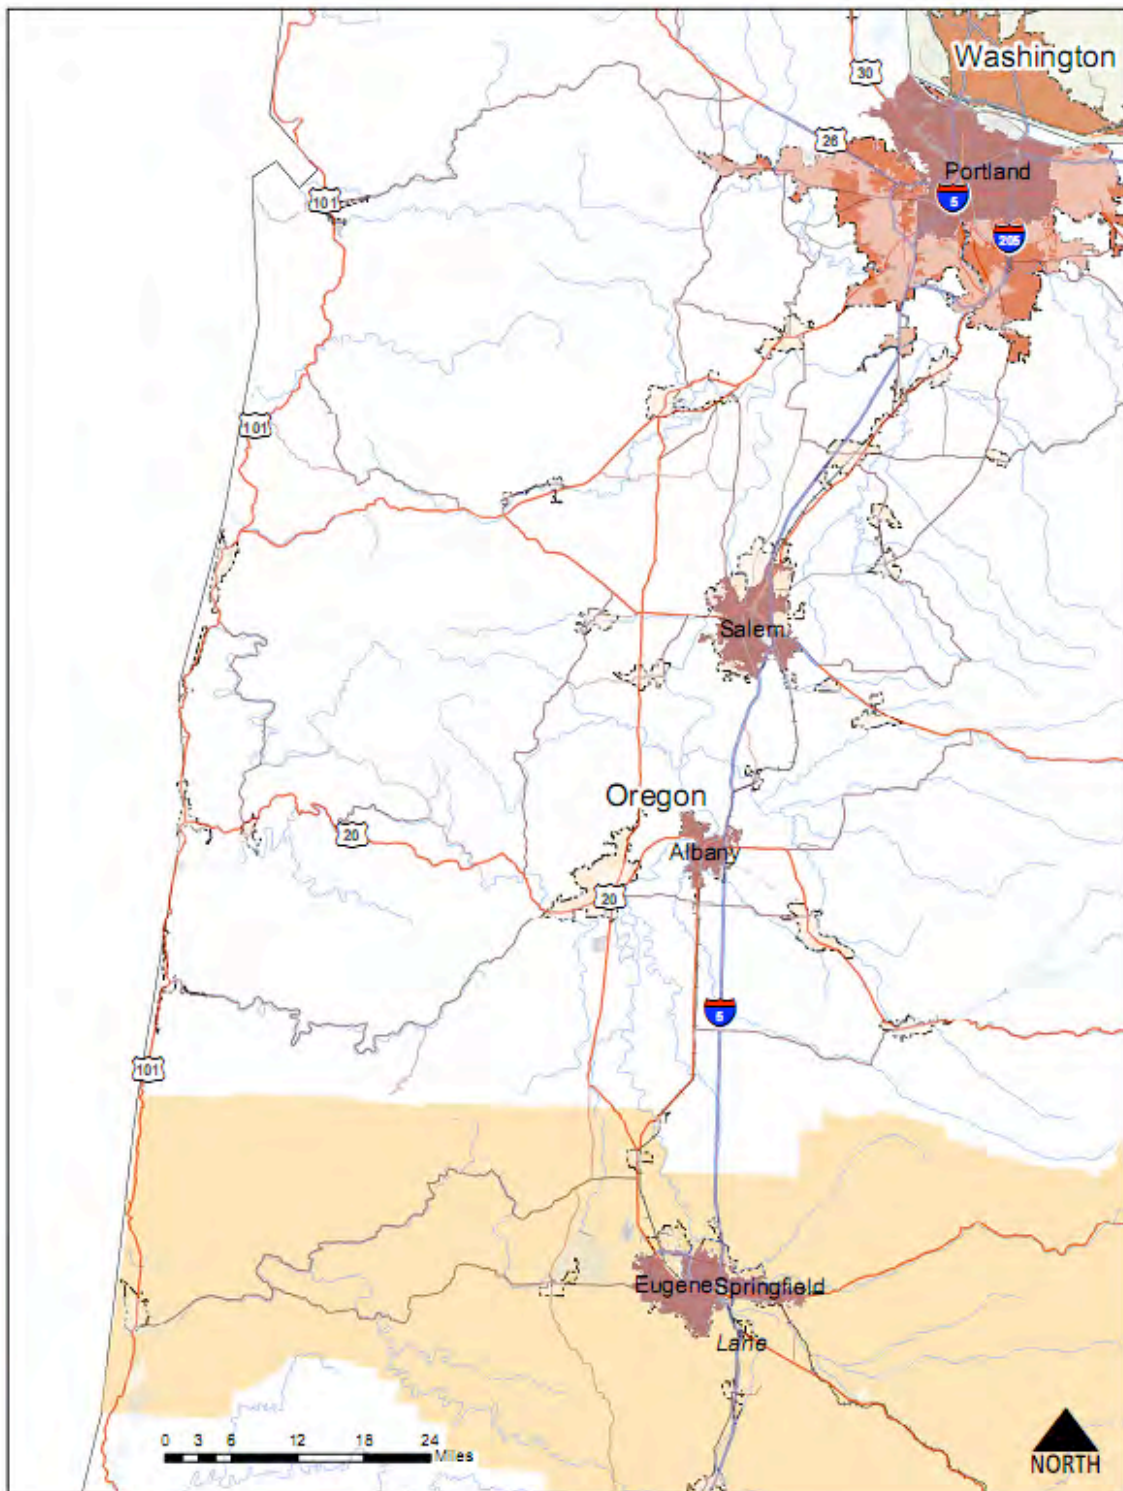 Washington
30
26
Portland
5
205
101
101
Salem
Oregon
20
Albany
20
5
101
Eugene
Springfield
Lane
0 3 6 12 18 24
Miles
NORTH